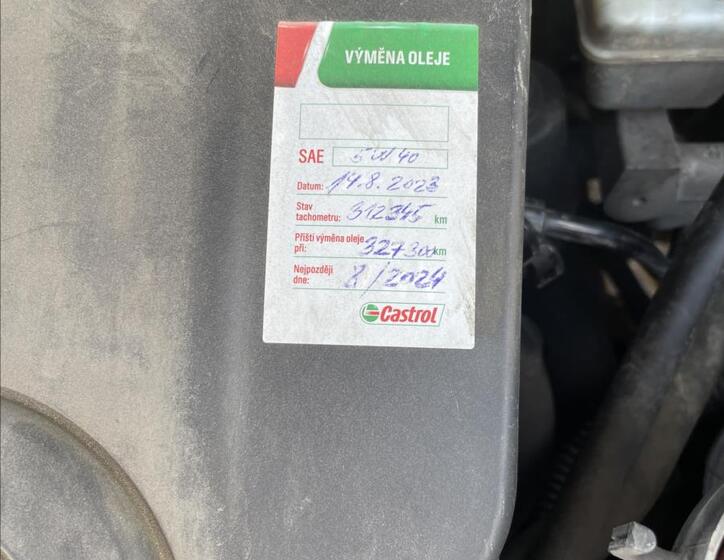 VÝMĚNA OLEJE
SAE 5W40
Datum: 14.8.2023
Stav
tachometru: 312345 km
Příští výměna oleje
při: 327300 km
Nejpozději
dne: 8/2024
Castrol